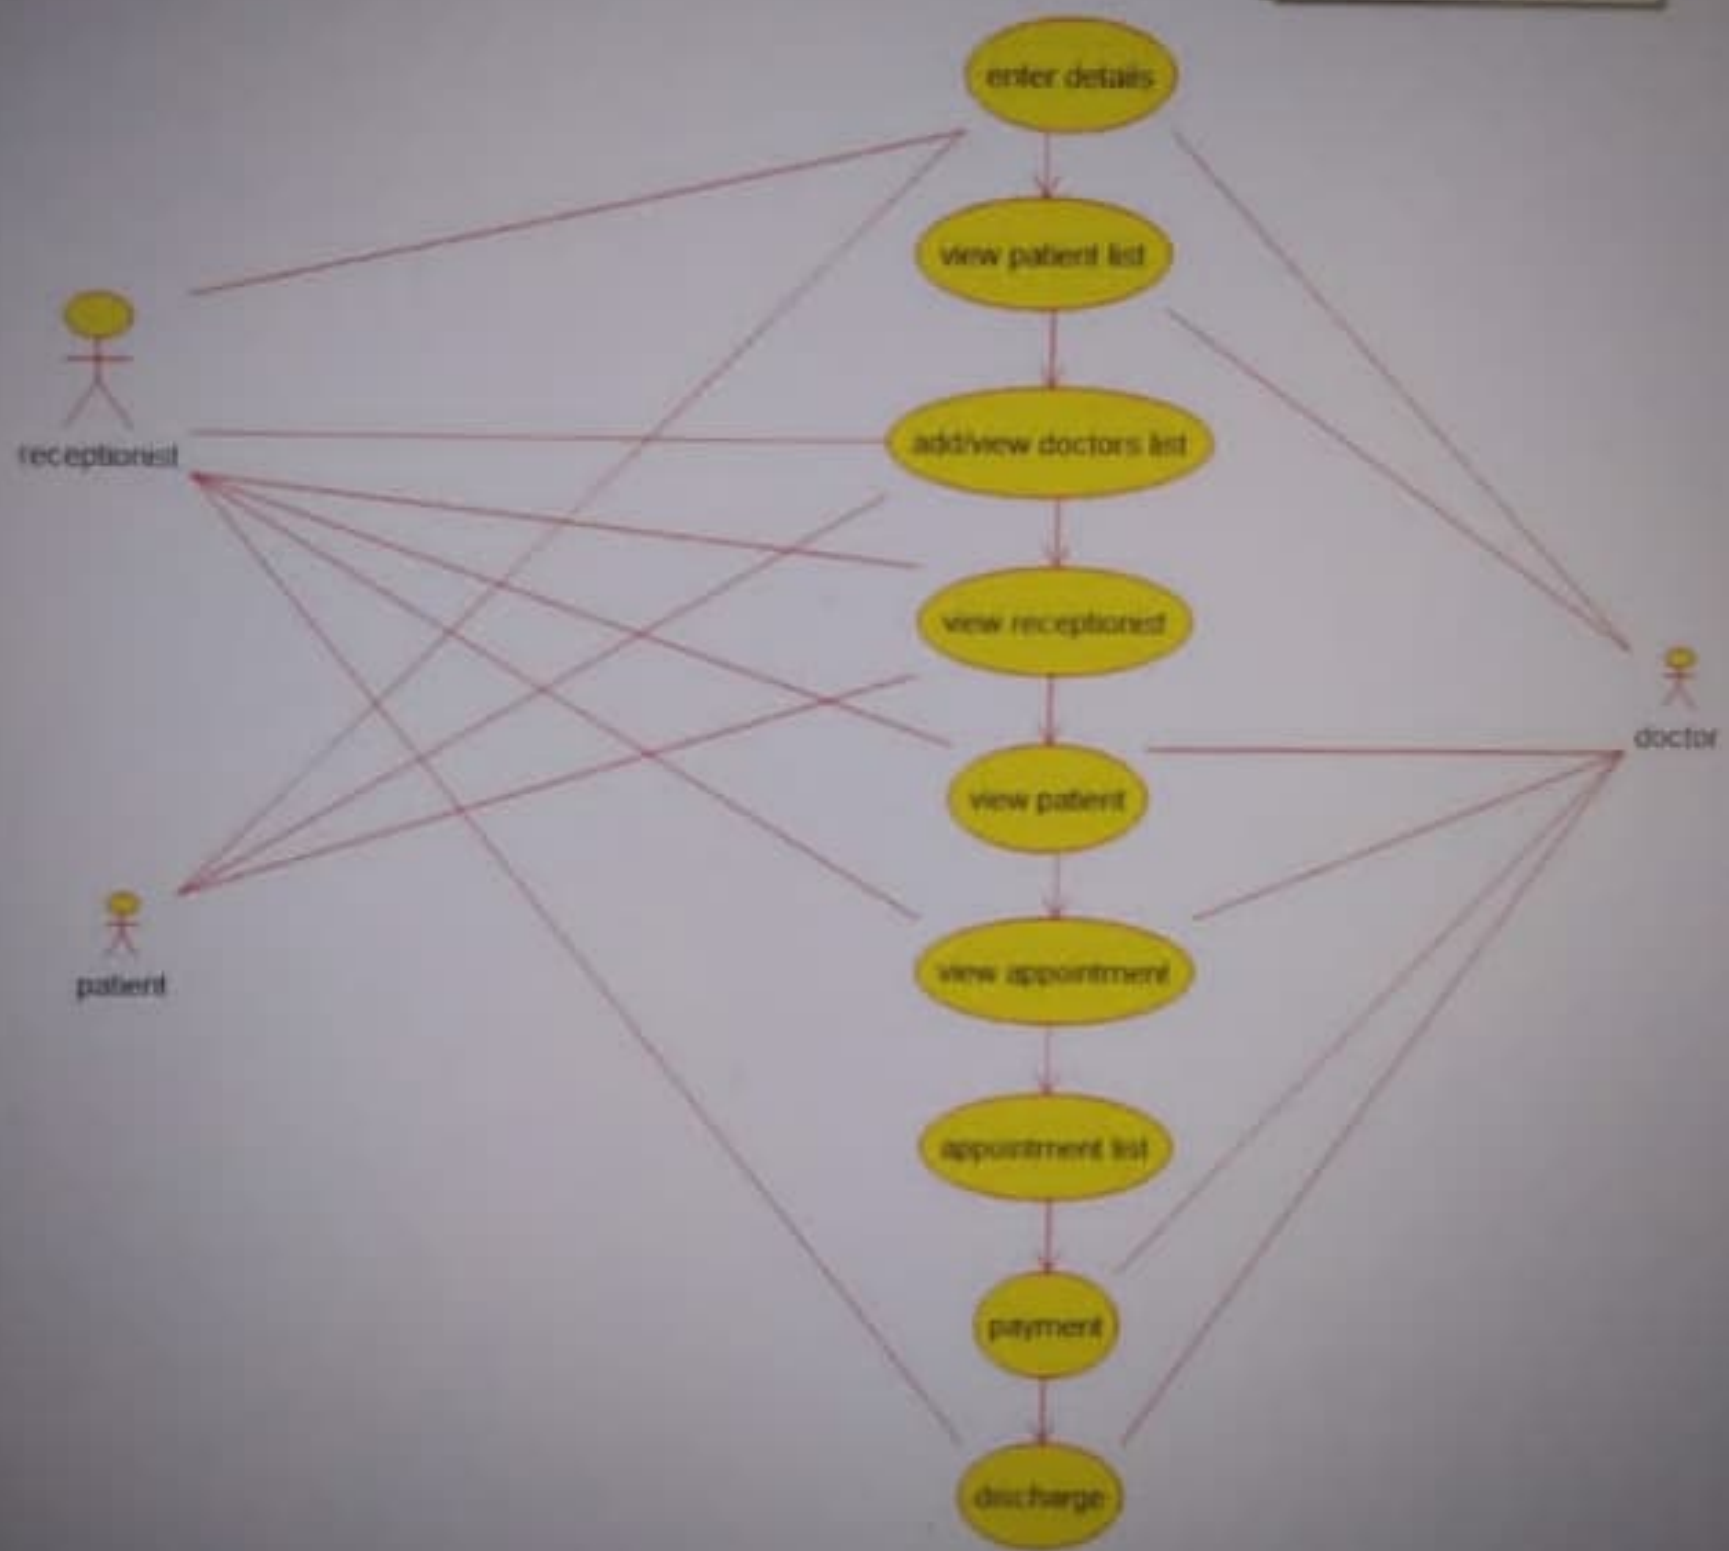 enter details
view patient list
add/view doctors list
receptionist
view receptionist
doctor
view patient
view appointment
patient
appointment list
payment
discharge